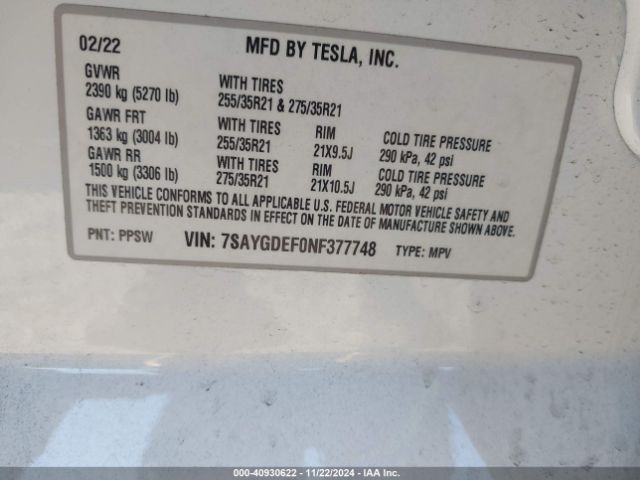 02/22 MFD BY TESLA, INC.
GVWR WITH TIRES
2390 kg (5270 lb) 255/35R21 & 275/35R21
GAWR FRT WITH TIRES RIM COLD TIRE PRESSURE
1363 kg (3004 lb) 255/35R21 21X9.5J 290 kPa, 42 psi
GAWR RR WITH TIRES RIM COLD TIRE PRESSURE
1500 kg (3306 lb) 275/35R21 21X10.5J 290 kPa, 42 psi
THIS VEHICLE CONFORMS TO ALL APPLICABLE U.S. FEDERAL MOTOR VEHICLE SAFETY AND
THEFT PREVENTION STANDARDS IN EFFECT ON THE DATE OF MANUFACTURE SHOWN ABOVE.
PNT: PPSW VIN: 7SAYGDEF0NF377748 TYPE: MPV
000-40930622 - 11/22/2024 - IAA Inc.